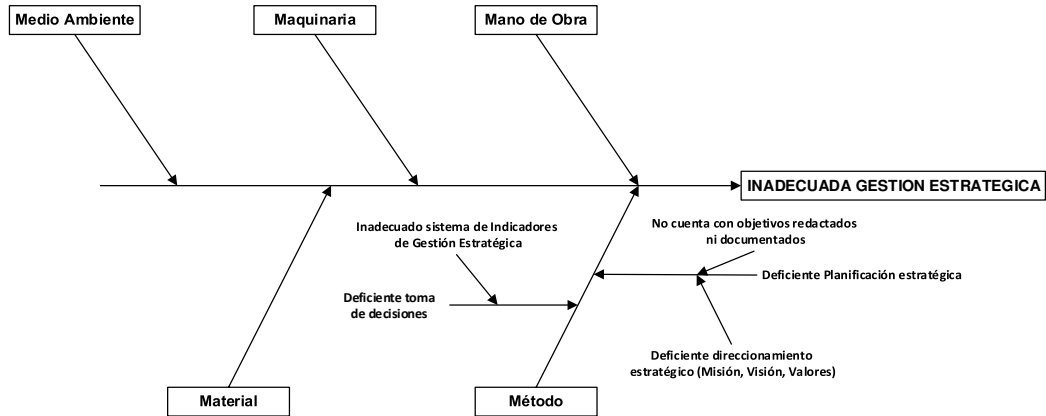 Medio Ambiente
Maquinaria
Mano de Obra
INADECUADA GESTION ESTRATEGICA
Inadecuado sistema de Indicadores
de Gestión Estratégica
No cuenta con objetivos redactados
ni documentados
Deficiente Planificación estratégica
Deficiente toma
de decisiones
Deficiente direccionamiento
estratégico (Misión, Visión, Valores)
Material
Método